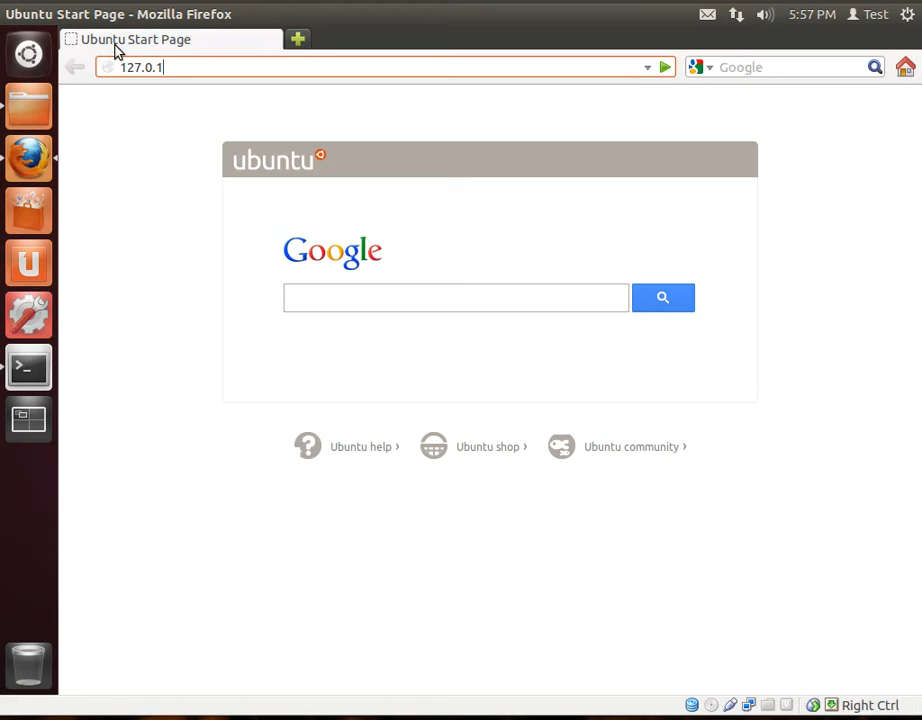 Ubuntu Start Page - Mozilla Firefox
5:57 PM
Test
Ubuntu Start Page
127.0.1
Google
ubuntu
Google
Ubuntu help ›
Ubuntu shop ›
Ubuntu community ›
Right Ctrl